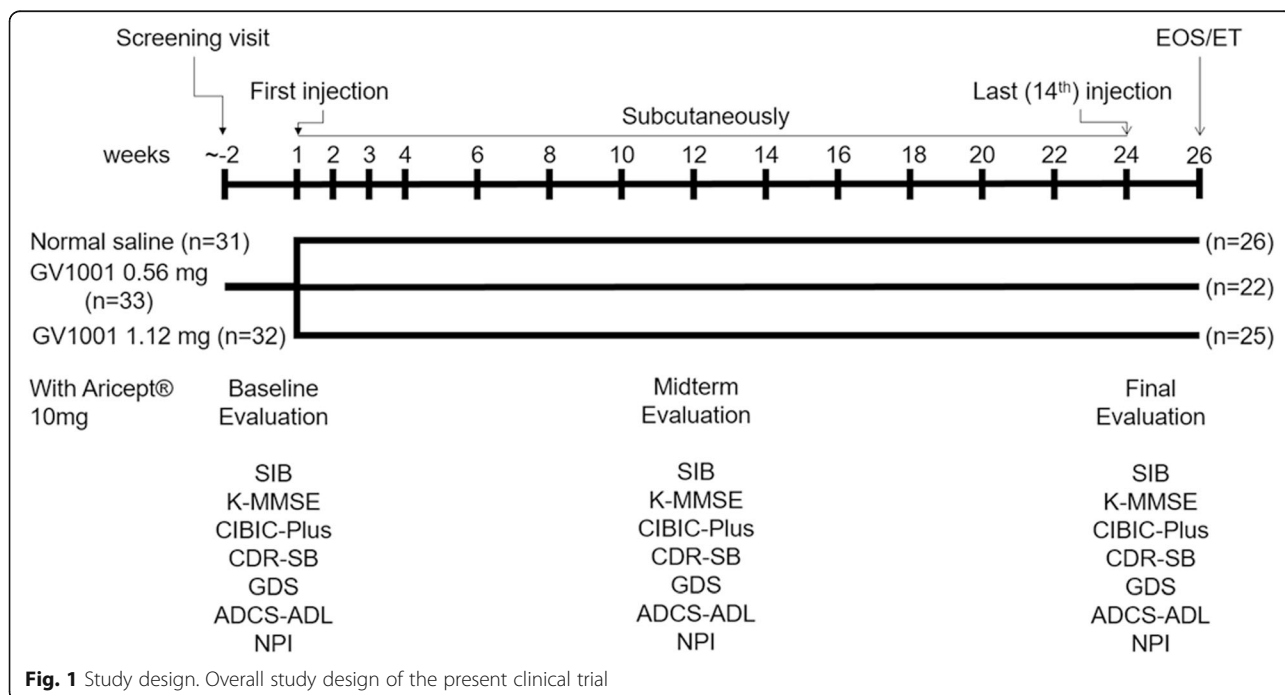 Screening visit
EOS/ET
First injection
Last (14th) injection
Subcutaneously
weeks ~-2 1 2 3 4 6 8 10 12 14 16 18 20 22 24 26
Normal saline (n=31)
(n=26)
GV1001 0.56 mg
(n=33)
(n=22)
GV1001 1.12 mg (n=32)
(n=25)
With Aricept®
10mg
Baseline
Evaluation
SIB
K-MMSE
CIBIC-Plus
CDR-SB
GDS
ADCS-ADL
NPI
Midterm
Evaluation
SIB
K-MMSE
CIBIC-Plus
CDR-SB
GDS
ADCS-ADL
NPI
Final
Evaluation
SIB
K-MMSE
CIBIC-Plus
CDR-SB
GDS
ADCS-ADL
NPI
Fig. 1 Study design. Overall study design of the present clinical trial